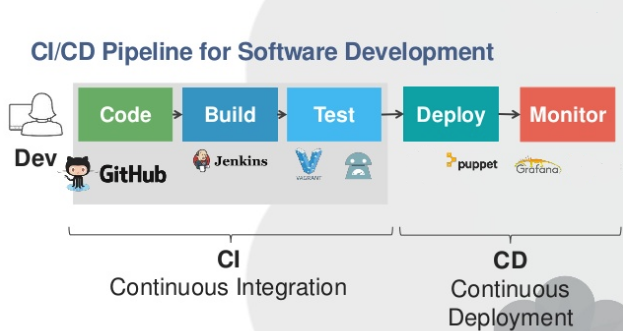 CI/CD Pipeline for Software Development
Code
Build
Test
Deploy
Monitor
Dev
GitHub
Jenkins
VAGRANT
puppet
Grafana
CI
Continuous Integration
CD
Continuous
Deployment